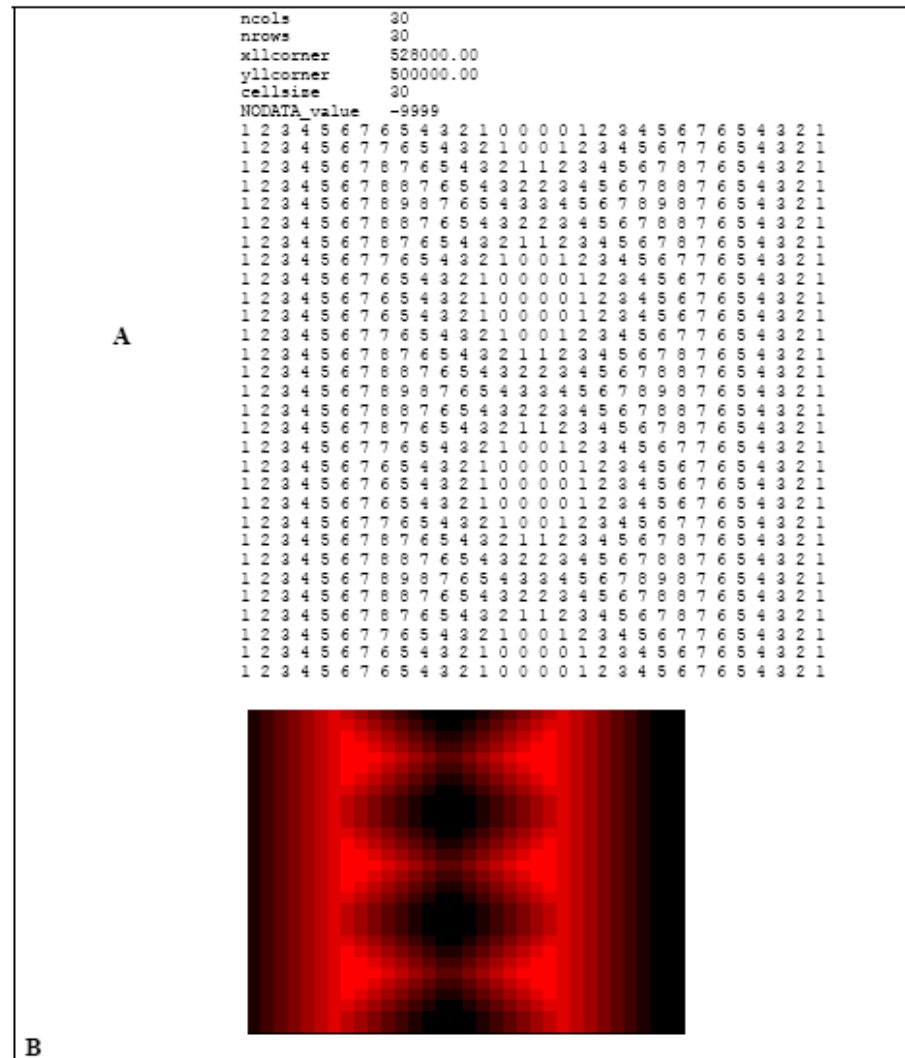 ncols 30
nrows 30
xllcorner 528000.00
yllcorner 500000.00
cellsize 30
NODATA_value -9999
1 2 3 4 5 6 7 6 5 4 3 2 1 0 0 0 0 1 2 3 4 5 6 7 6 5 4 3 2 1
1 2 3 4 5 6 7 7 6 5 4 3 2 1 0 0 1 2 3 4 5 6 7 7 6 5 4 3 2 1
1 2 3 4 5 6 7 8 7 6 5 4 3 2 1 1 2 3 4 5 6 7 8 7 6 5 4 3 2 1
1 2 3 4 5 6 7 8 8 7 6 5 4 3 2 2 3 4 5 6 7 8 8 7 6 5 4 3 2 1
1 2 3 4 5 6 7 8 9 8 7 6 5 4 3 3 4 5 6 7 8 9 8 7 6 5 4 3 2 1
1 2 3 4 5 6 7 8 8 7 6 5 4 3 2 2 3 4 5 6 7 8 8 7 6 5 4 3 2 1
1 2 3 4 5 6 7 8 7 6 5 4 3 2 1 1 2 3 4 5 6 7 8 7 6 5 4 3 2 1
1 2 3 4 5 6 7 7 6 5 4 3 2 1 0 0 1 2 3 4 5 6 7 7 6 5 4 3 2 1
1 2 3 4 5 6 7 6 5 4 3 2 1 0 0 0 0 1 2 3 4 5 6 7 6 5 4 3 2 1
1 2 3 4 5 6 7 6 5 4 3 2 1 0 0 0 0 1 2 3 4 5 6 7 6 5 4 3 2 1
1 2 3 4 5 6 7 6 5 4 3 2 1 0 0 0 0 1 2 3 4 5 6 7 6 5 4 3 2 1
A
1 2 3 4 5 6 7 7 6 5 4 3 2 1 0 0 1 2 3 4 5 6 7 7 6 5 4 3 2 1
1 2 3 4 5 6 7 8 7 6 5 4 3 2 1 1 2 3 4 5 6 7 8 7 6 5 4 3 2 1
1 2 3 4 5 6 7 8 8 7 6 5 4 3 2 2 3 4 5 6 7 8 8 7 6 5 4 3 2 1
1 2 3 4 5 6 7 8 9 8 7 6 5 4 3 3 4 5 6 7 8 9 8 7 6 5 4 3 2 1
1 2 3 4 5 6 7 8 8 7 6 5 4 3 2 2 3 4 5 6 7 8 8 7 6 5 4 3 2 1
1 2 3 4 5 6 7 8 7 6 5 4 3 2 1 1 2 3 4 5 6 7 8 7 6 5 4 3 2 1
1 2 3 4 5 6 7 7 6 5 4 3 2 1 0 0 1 2 3 4 5 6 7 7 6 5 4 3 2 1
1 2 3 4 5 6 7 6 5 4 3 2 1 0 0 0 0 1 2 3 4 5 6 7 6 5 4 3 2 1
1 2 3 4 5 6 7 6 5 4 3 2 1 0 0 0 0 1 2 3 4 5 6 7 6 5 4 3 2 1
1 2 3 4 5 6 7 6 5 4 3 2 1 0 0 0 0 1 2 3 4 5 6 7 6 5 4 3 2 1
1 2 3 4 5 6 7 7 6 5 4 3 2 1 0 0 1 2 3 4 5 6 7 7 6 5 4 3 2 1
1 2 3 4 5 6 7 8 7 6 5 4 3 2 1 1 2 3 4 5 6 7 8 7 6 5 4 3 2 1
1 2 3 4 5 6 7 8 8 7 6 5 4 3 2 2 3 4 5 6 7 8 8 7 6 5 4 3 2 1
1 2 3 4 5 6 7 8 9 8 7 6 5 4 3 3 4 5 6 7 8 9 8 7 6 5 4 3 2 1
1 2 3 4 5 6 7 8 8 7 6 5 4 3 2 2 3 4 5 6 7 8 8 7 6 5 4 3 2 1
1 2 3 4 5 6 7 8 7 6 5 4 3 2 1 1 2 3 4 5 6 7 8 7 6 5 4 3 2 1
1 2 3 4 5 6 7 7 6 5 4 3 2 1 0 0 1 2 3 4 5 6 7 7 6 5 4 3 2 1
1 2 3 4 5 6 7 6 5 4 3 2 1 0 0 0 0 1 2 3 4 5 6 7 6 5 4 3 2 1
1 2 3 4 5 6 7 6 5 4 3 2 1 0 0 0 0 1 2 3 4 5 6 7 6 5 4 3 2 1
B